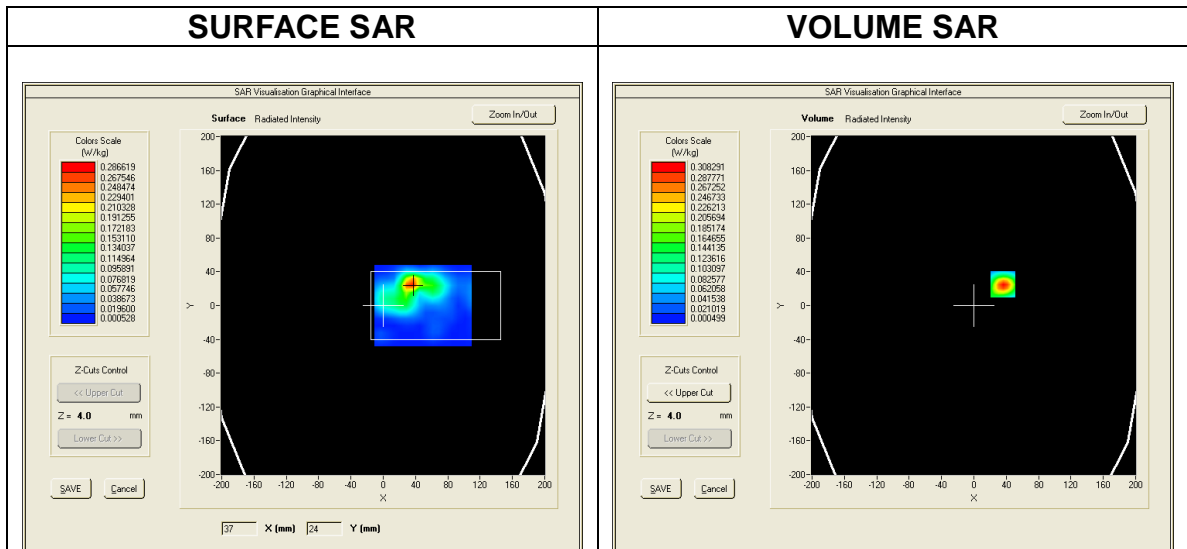 SURFACE SAR
VOLUME SAR
SAR Visualisation Graphical Interface
Surface Radiated Intensity
Zoom In/Out
Colors Scale
(W/kg)
0.286619
0.267546
0.248474
0.229401
0.210328
0.191255
0.172183
0.153110
0.134037
0.114964
0.095891
0.076819
0.057746
0.038673
0.019600
0.000528
Z-Cuts Control
<< Upper Cut
Z = 4.0 mm
Lower Cut >>
SAVE Cancel
200
160
120
80
40
0
-40
-80
-120
-160
-200
Y
-200 -160 -120 -80 -40 0 40 80 120 160 200
X
37 X (mm) 24 Y (mm)
SAR Visualisation Graphical Interface
Volume Radiated Intensity
Zoom In/Out
Colors Scale
(W/kg)
0.308291
0.287771
0.267252
0.246733
0.226213
0.205694
0.185174
0.164655
0.144135
0.123616
0.103097
0.082577
0.062058
0.041538
0.021019
0.000499
Z-Cuts Control
<< Upper Cut
Z = 4.0 mm
Lower Cut >>
SAVE Cancel
200
160
120
80
40
0
-40
-80
-120
-160
-200
Y
-200 -160 -120 -80 -40 0 40 80 120 160 200
X